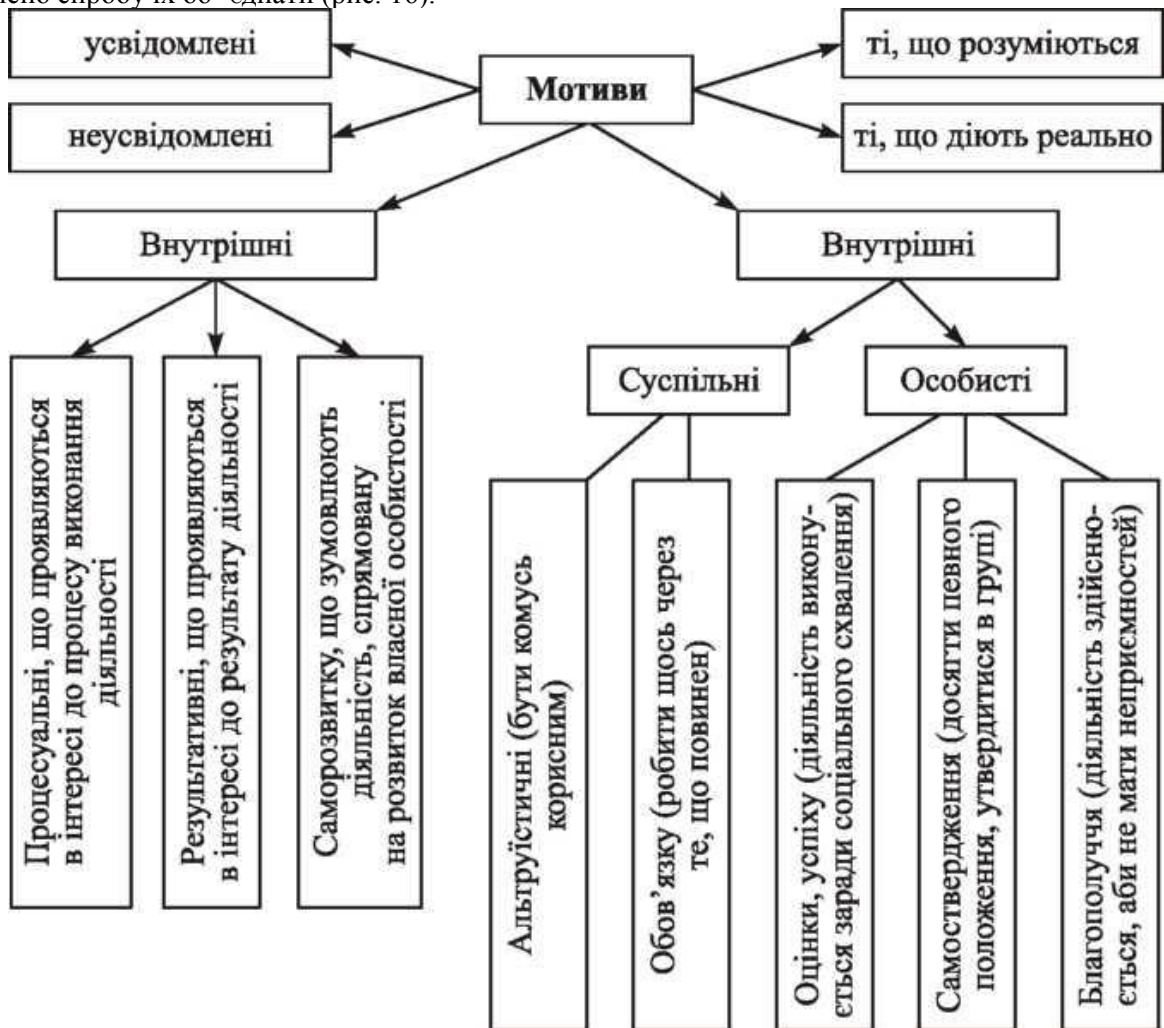 усвідомлені
неусвідомлені
Мотиви
ті, що розуміються
ті, що діють реально
Внутрішні
Внутрішні
Суспільні
Особисті
Процесуальні, що проявляються
в інтересі до процесу виконання
діяльності
Результативні, що проявляються
в інтересі до результату діяльності
Саморозвитку, що зумовлюють
діяльність, спрямовану
на розвиток власної особистості
Альтруїстичні (бути комусь
корисним)
Обов’язку (робити щось через
те, що повинен)
Оцінки, успіху (діяльність викону-
ється заради соціального схвалення)
Самоствердження (досягти певного
положення, утвердитися в групі)
Благополуччя (діяльність здійсню-
ється, аби не мати неприємностей)